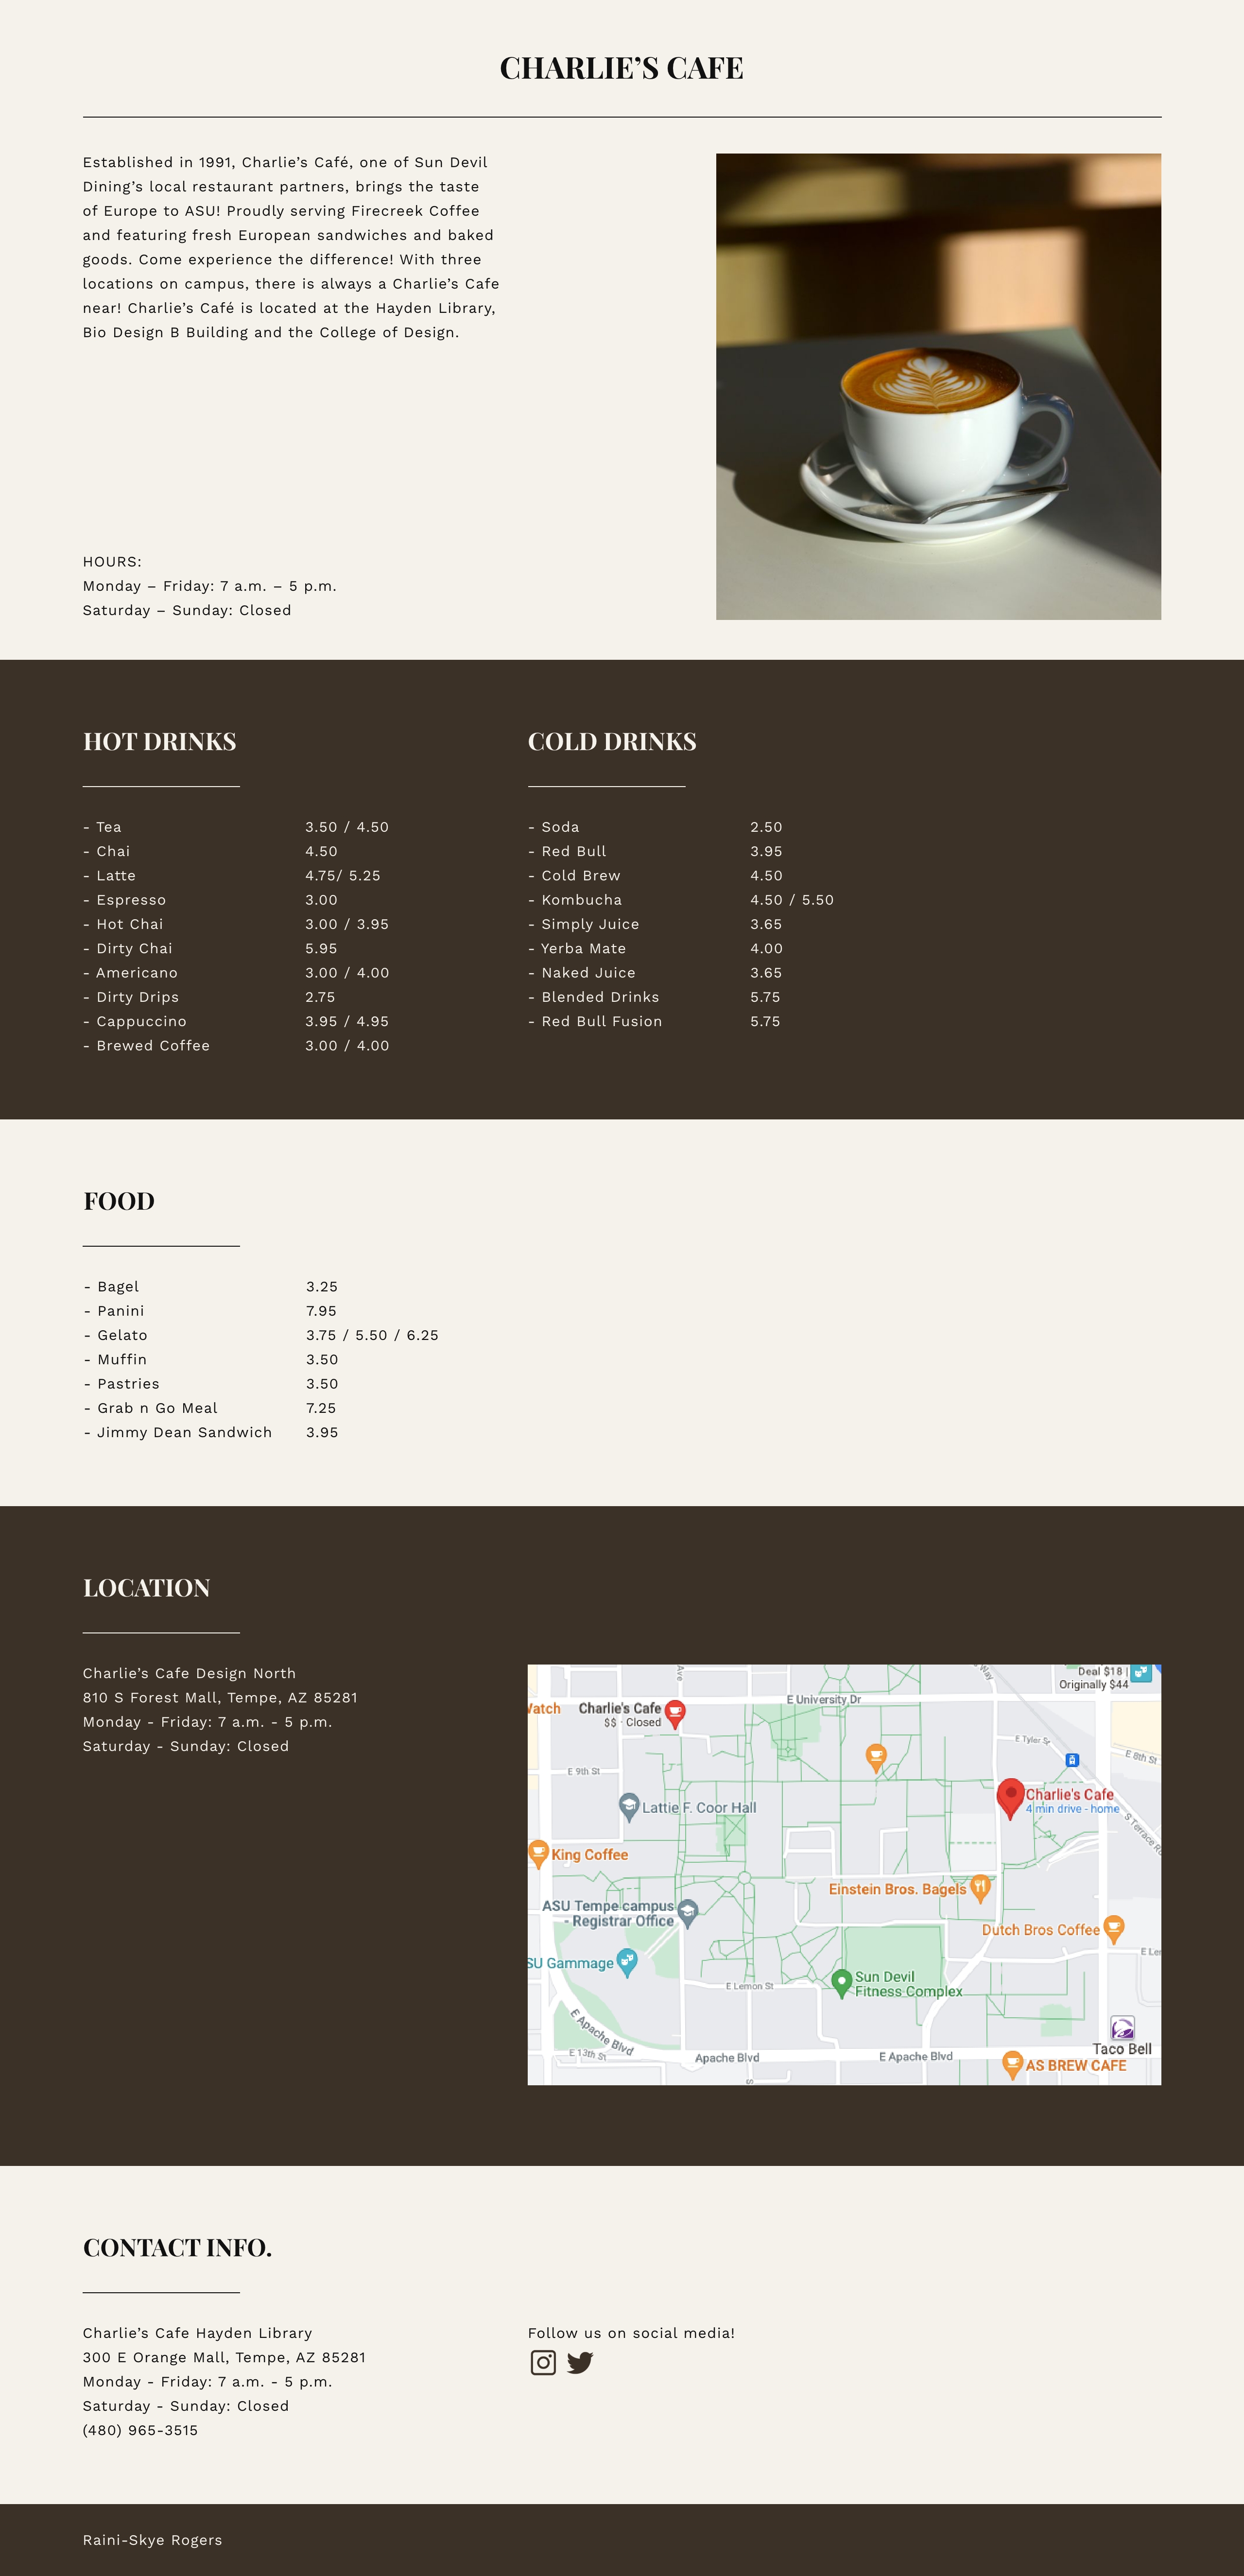 CHARLIE’S CAFE
Established in 1991, Charlie’s Café, one of Sun Devil
Dining’s local restaurant partners, brings the taste
of Europe to ASU! Proudly serving Firecreek Coffee
and featuring fresh European sandwiches and baked
goods. Come experience the difference! With three
locations on campus, there is always a Charlie’s Cafe
near! Charlie’s Café is located at the Hayden Library,
Bio Design B Building and the College of Design.
HOURS:
Monday – Friday: 7 a.m. – 5 p.m.
Saturday – Sunday: Closed
HOT DRINKS
- Tea 3.50 / 4.50
- Chai 4.50
- Latte 4.75/ 5.25
- Espresso 3.00
- Hot Chai 3.00 / 3.95
- Dirty Chai 5.95
- Americano 3.00 / 4.00
- Dirty Drips 2.75
- Cappuccino 3.95 / 4.95
- Brewed Coffee 3.00 / 4.00
COLD DRINKS
- Soda 2.50
- Red Bull 3.95
- Cold Brew 4.50
- Kombucha 4.50 / 5.50
- Simply Juice 3.65
- Yerba Mate 4.00
- Naked Juice 3.65
- Blended Drinks 5.75
- Red Bull Fusion 5.75
FOOD
- Bagel 3.25
- Panini 7.95
- Gelato 3.75 / 5.50 / 6.25
- Muffin 3.50
- Pastries 3.50
- Grab n Go Meal 7.25
- Jimmy Dean Sandwich 3.95
LOCATION
Charlie’s Cafe Design North
810 S Forest Mall, Tempe, AZ 85281
Monday - Friday: 7 a.m. - 5 p.m.
Saturday - Sunday: Closed
Ave
Way
Deal $18 |
Originally $44
E University Dr
Charlie's Cafe
$$ · Closed
E Tyler S
E 8th St
E 9th St
Charlie's Cafe
4 min drive - home
Lattie F. Coor Hall
S Terrace R
King Coffee
Einstein Bros. Bagels
ASU Tempe campus
- Registrar Office
Dutch Bros Coffee
SU Gammage
Sun Devil
Fitness Complex
E Lemon St
E Apache Blvd
E 13th St
Apache Blvd
E Apache Blvd
Taco Bell
AS BREW CAFE
CONTACT INFO.
Charlie’s Cafe Hayden Library
300 E Orange Mall, Tempe, AZ 85281
Monday - Friday: 7 a.m. - 5 p.m.
Saturday - Sunday: Closed
(480) 965-3515
Follow us on social media!
Raini-Skye Rogers